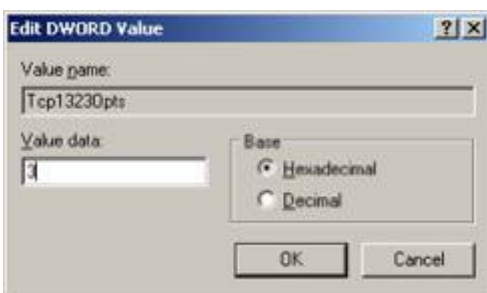 Edit DWORD Value
Value name:
Tcp1323Opts
Value data:
3
Base
Hexadecimal
Decimal
OK
Cancel